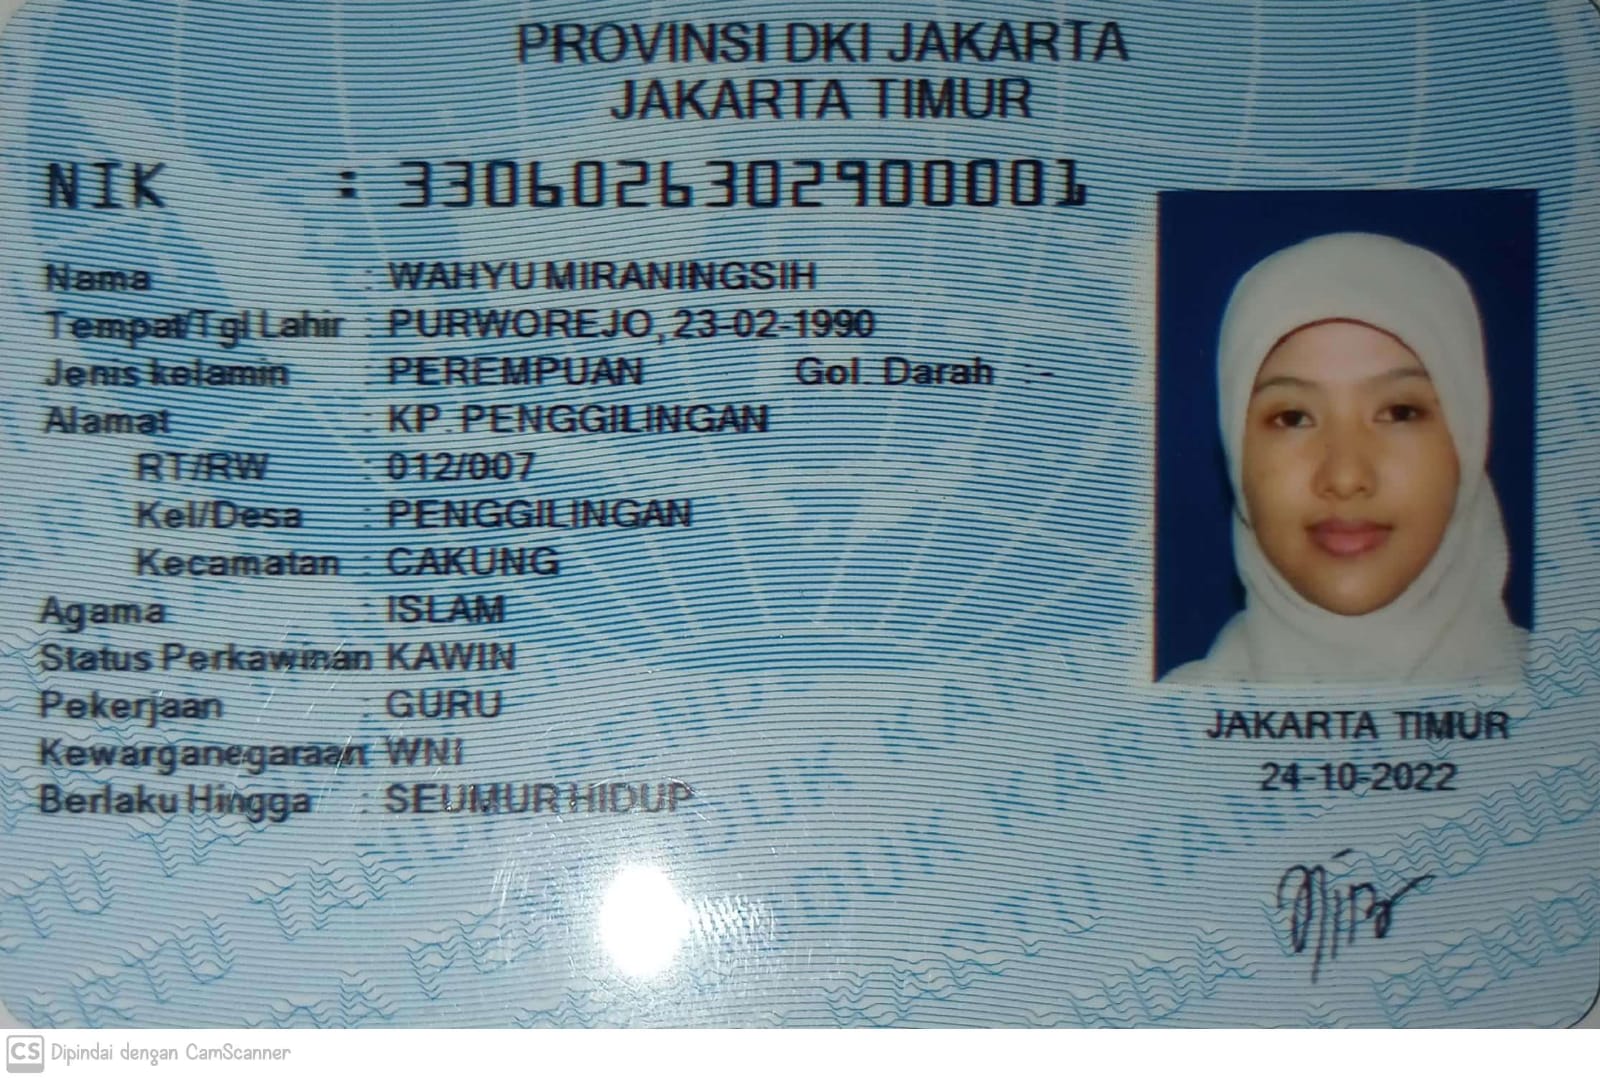 PROVINSI DKI JAKARTA
JAKARTA TIMUR
NIK : 3306026302900001
Nama : WAHYU MIRANINGSIH
Tempat/Tgl Lahir : PURWOREJO, 23-02-1990
Jenis kelamin : PEREMPUAN Gol. Darah : -
Alamat : KP. PENGGILINGAN
RT/RW : 012/007
Kel/Desa : PENGGILINGAN
Kecamatan : CAKUNG
Agama : ISLAM
Status Perkawinan KAWIN
Pekerjaan : GURU
Kewarganegaraan WNI
Berlaku Hingga : SEUMUR HIDUP
JAKARTA TIMUR
24-10-2022
CS Dipindai dengan CamScanner